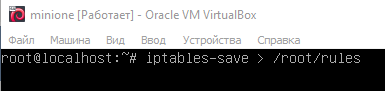 minione [Работает] - Oracle VM VirtualBox
Файл Машина Вид Ввод Устройства Справка
root@localhost:~# iptables-save > /root/rules